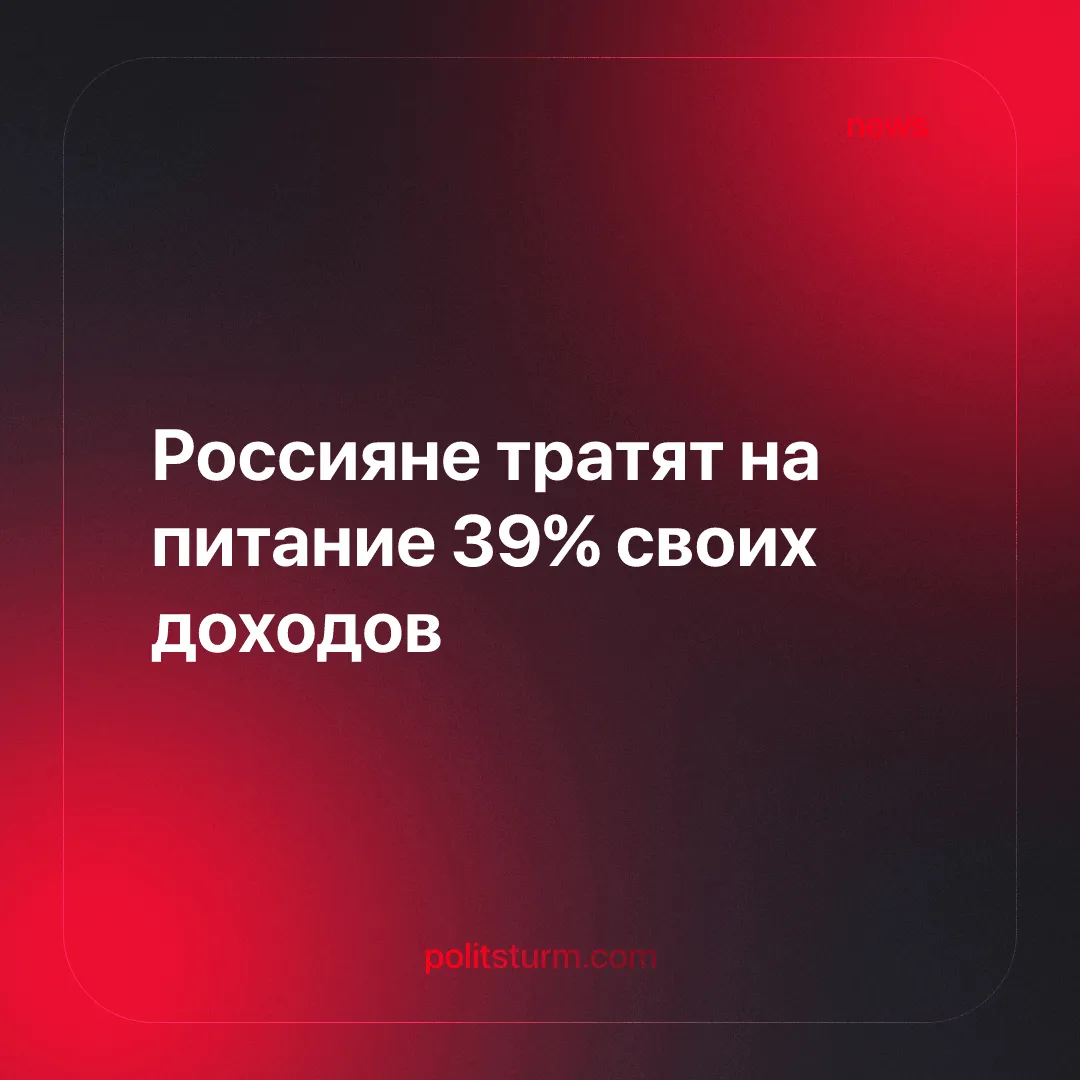 news
Россияне тратят на
питание 39% своих
доходов
politsturm.com